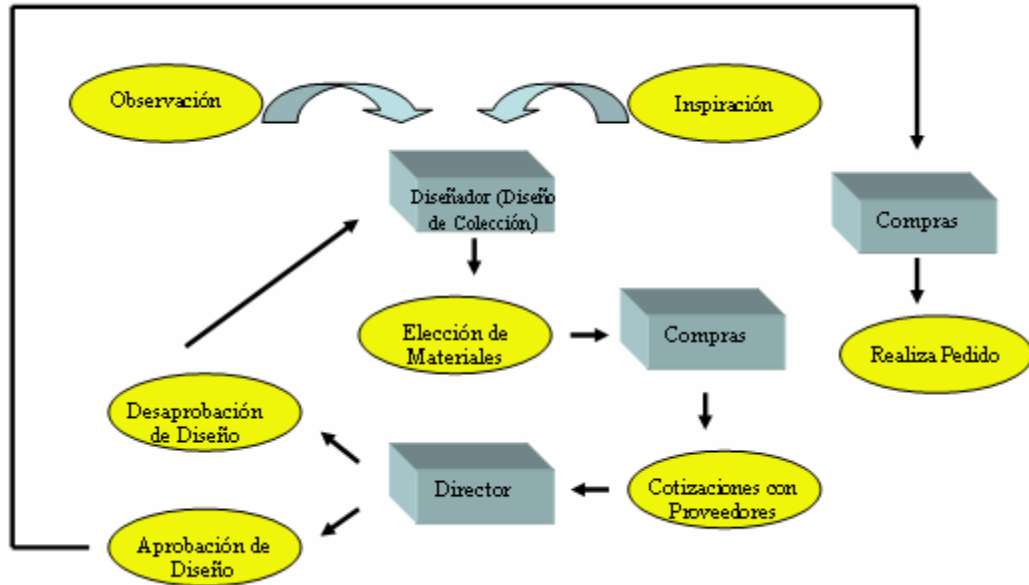 Observación
Inspiración
Diseñador (Diseño
de Colección)
Compras
Elección de
Materiales
Compras
Realiza Pedido
Desaprobación
de Diseño
Director
Cotizaciones con
Proveedores
Aprobación de
Diseño